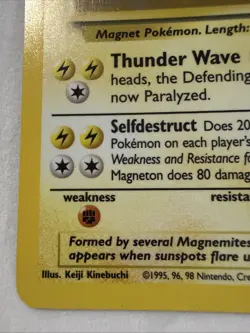 Magnet Pokémon. Length:
Thunder Wave
heads, the Defending
now Paralyzed.
Selfdestruct Does 20
Pokémon on each player's
Weakness and Resistance fo
Magneton does 80 damag
weakness
resista
Formed by several Magnemites
appears when sunspots flare u
Illus. Keiji Kinebuchi
©1995, 96, 98 Nintendo, Cre